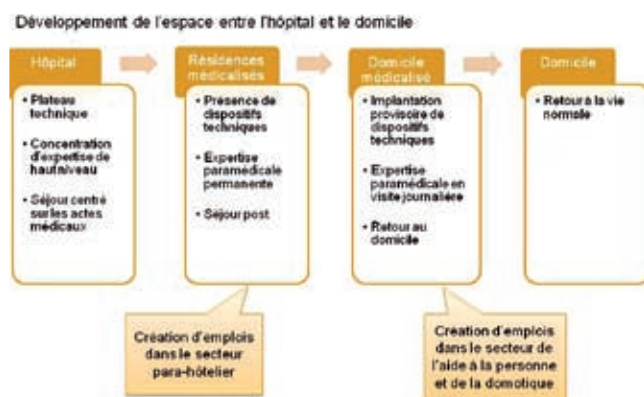 Développement de l'espace entre l'hôpital et le domicile
Hôpital
• Plateau
technique
• Concentration
d'expertise de
haut niveau
• Séjour centré
sur les actes
médicaux
Résidences
médicalisés
• Présence de
dispositifs
techniques
• Expertise
paramédicale
permanente
• Séjour post
Domicile
médicalisé
• Implantation
provisoire de
dispositifs
techniques
• Expertise
paramédicale en
visite journalière
• Retour au
domicile
Domicile
• Retour à la vie
normale
Création d'emplois
dans le secteur
para-hôtelier
Création d'emplois
dans le secteur de
l'aide à la personne
et de la domotique